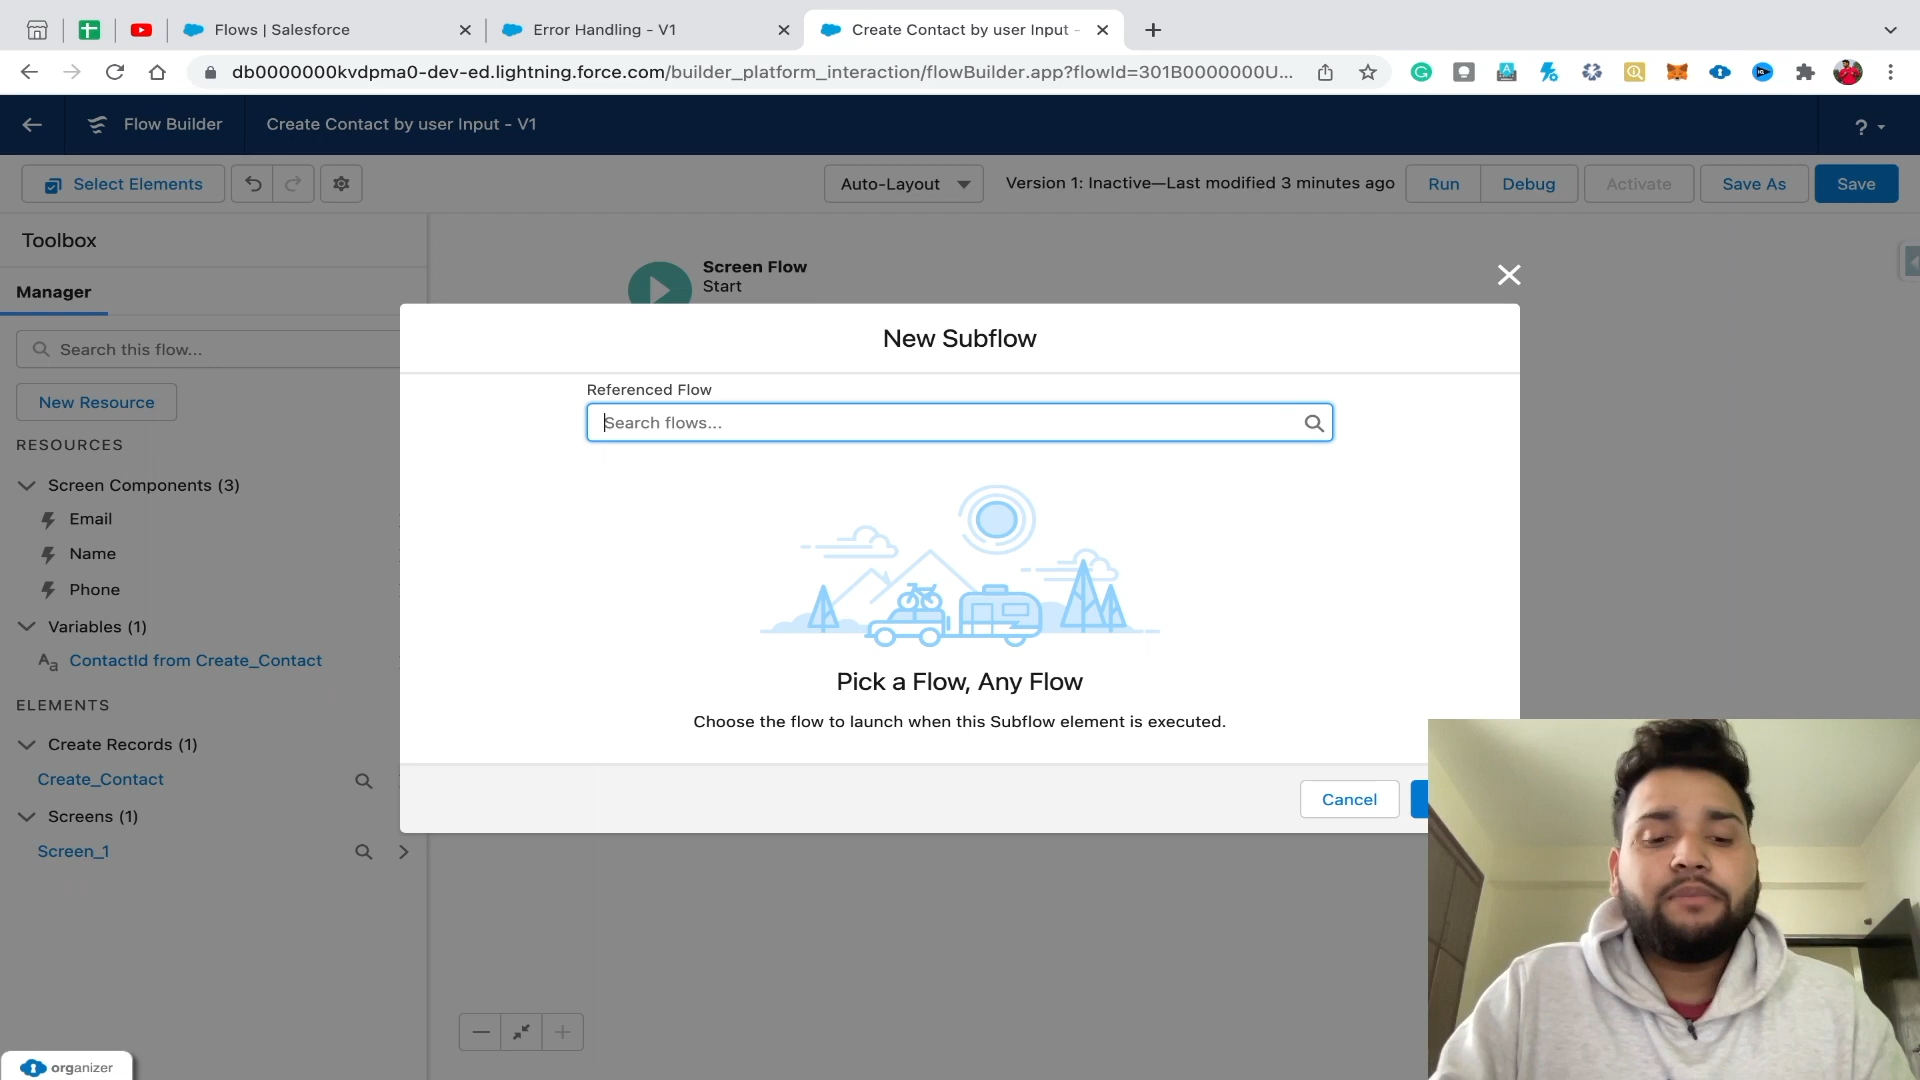 Flows | Salesforce
Error Handling - V1
Create Contact by user Input -
db0000000kvdpma0-dev-ed.lightning.force.com/builder_platform_interaction/flowBuilder.app?flowId=301B0000000U...
Flow Builder
Create Contact by user Input - V1
?
Select Elements
Auto-Layout
Version 1: Inactive—Last modified 3 minutes ago
Run
Debug
Activate
Save As
Save
Toolbox
Manager
Search this flow...
New Resource
RESOURCES
Screen Components (3)
Email
Name
Phone
Variables (1)
Aa ContactId from Create_Contact
ELEMENTS
Create Records (1)
Create_Contact
Screens (1)
Screen_1
Screen Flow
Start
New Subflow
Referenced Flow
Search flows...
Pick a Flow, Any Flow
Choose the flow to launch when this Subflow element is executed.
Cancel
organizer